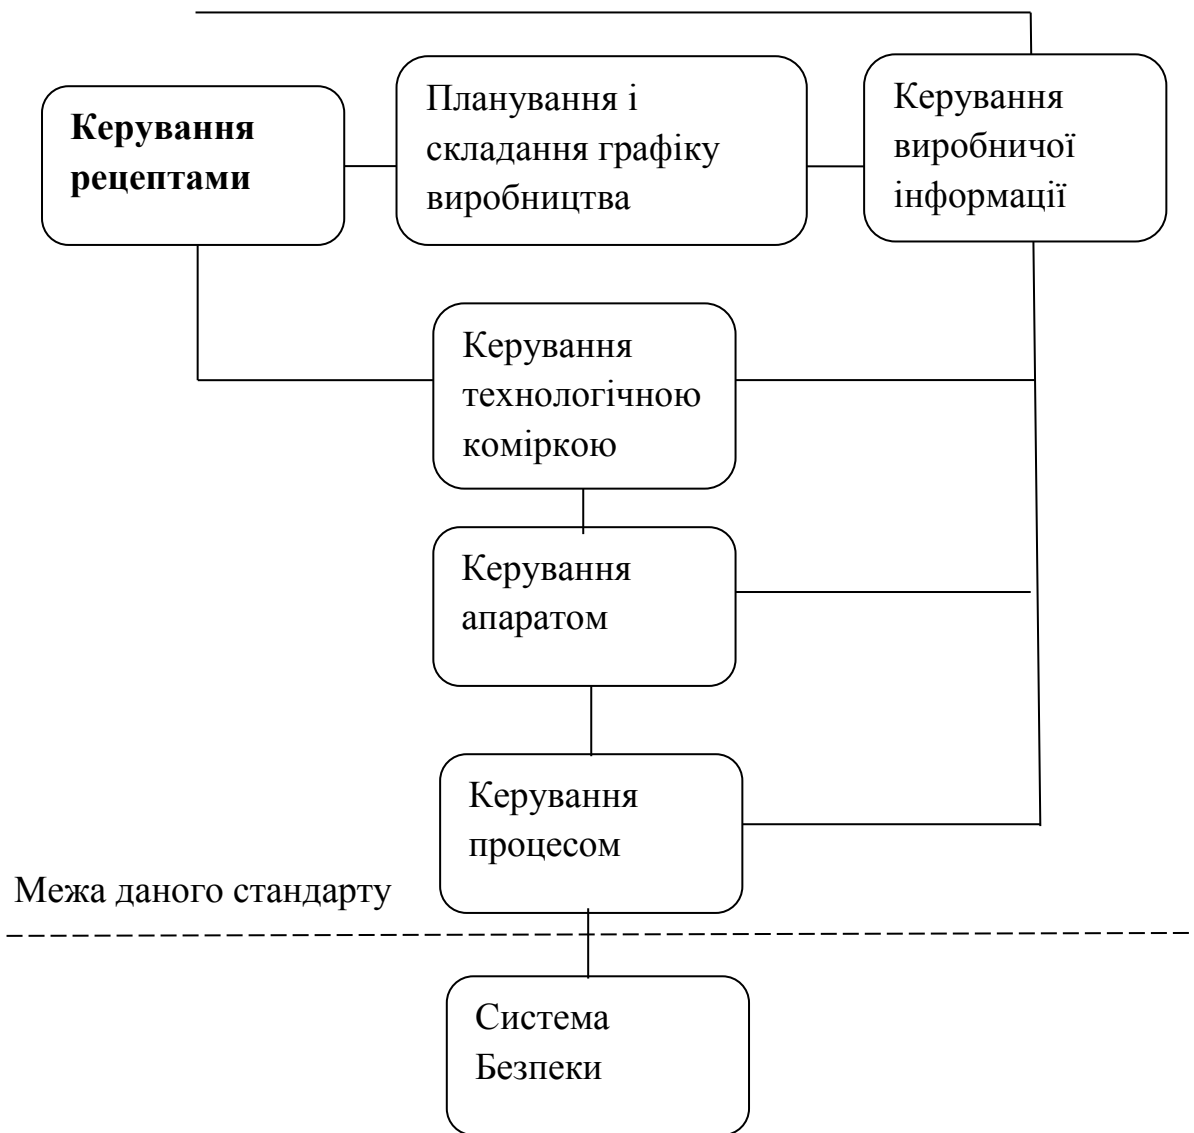 Керування
рецептами
Планування і
складання графіку
виробництва
Керування
виробничої
інформації
Керування
технологічною
коміркою
Керування
апаратом
Керування
процесом
Межа даного стандарту
Система
Безпеки